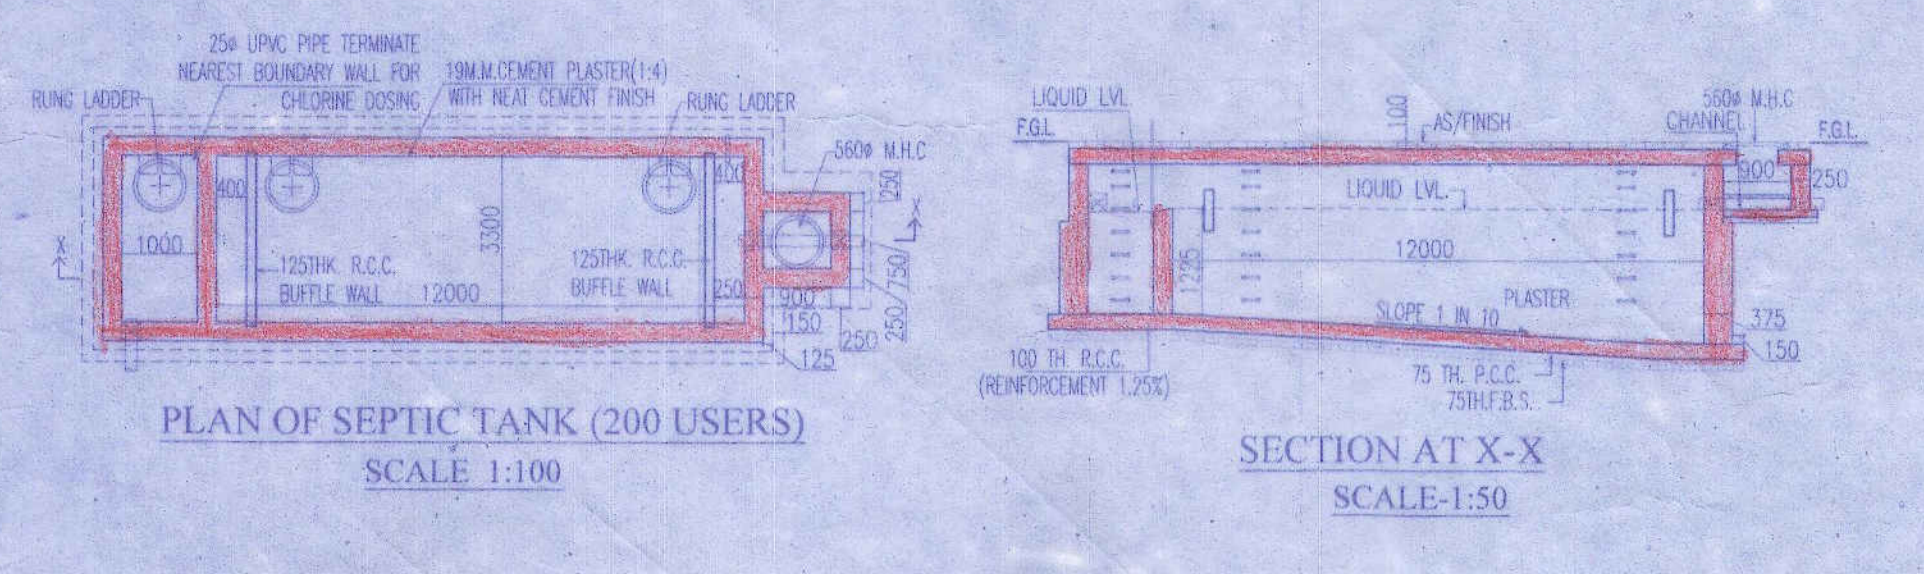 25ø UPVC PIPE TERMINATE
NEAREST BOUNDARY WALL FOR
CHLORINE DOSING
19M.M.CEMENT PLASTER(1:4)
WITH NEAT CEMENT FINISH
RUNG LADDER
RUNG LADDER
560ø M.H.C
400
400
250
X
X
1000
3300
125THK. R.C.C.
BUFFLE WALL
125THK. R.C.C.
BUFFLE WALL
12000
250
900
150
250
125
250/750/
PLAN OF SEPTIC TANK (200 USERS)
SCALE 1:100
LIQUID LVL
F.G.L.
100
AS/FINISH
560ø M.H.C
CHANNEL
F.G.L.
900
250
LIQUID LVL.
12000
1225
PLASTER
SLOPE 1 IN 10
375
150
100 TH. R.C.C.
(REINFORCEMENT 1.25%)
75 TH. P.C.C.
75TH.F.B.S.
SECTION AT X-X
SCALE-1:50